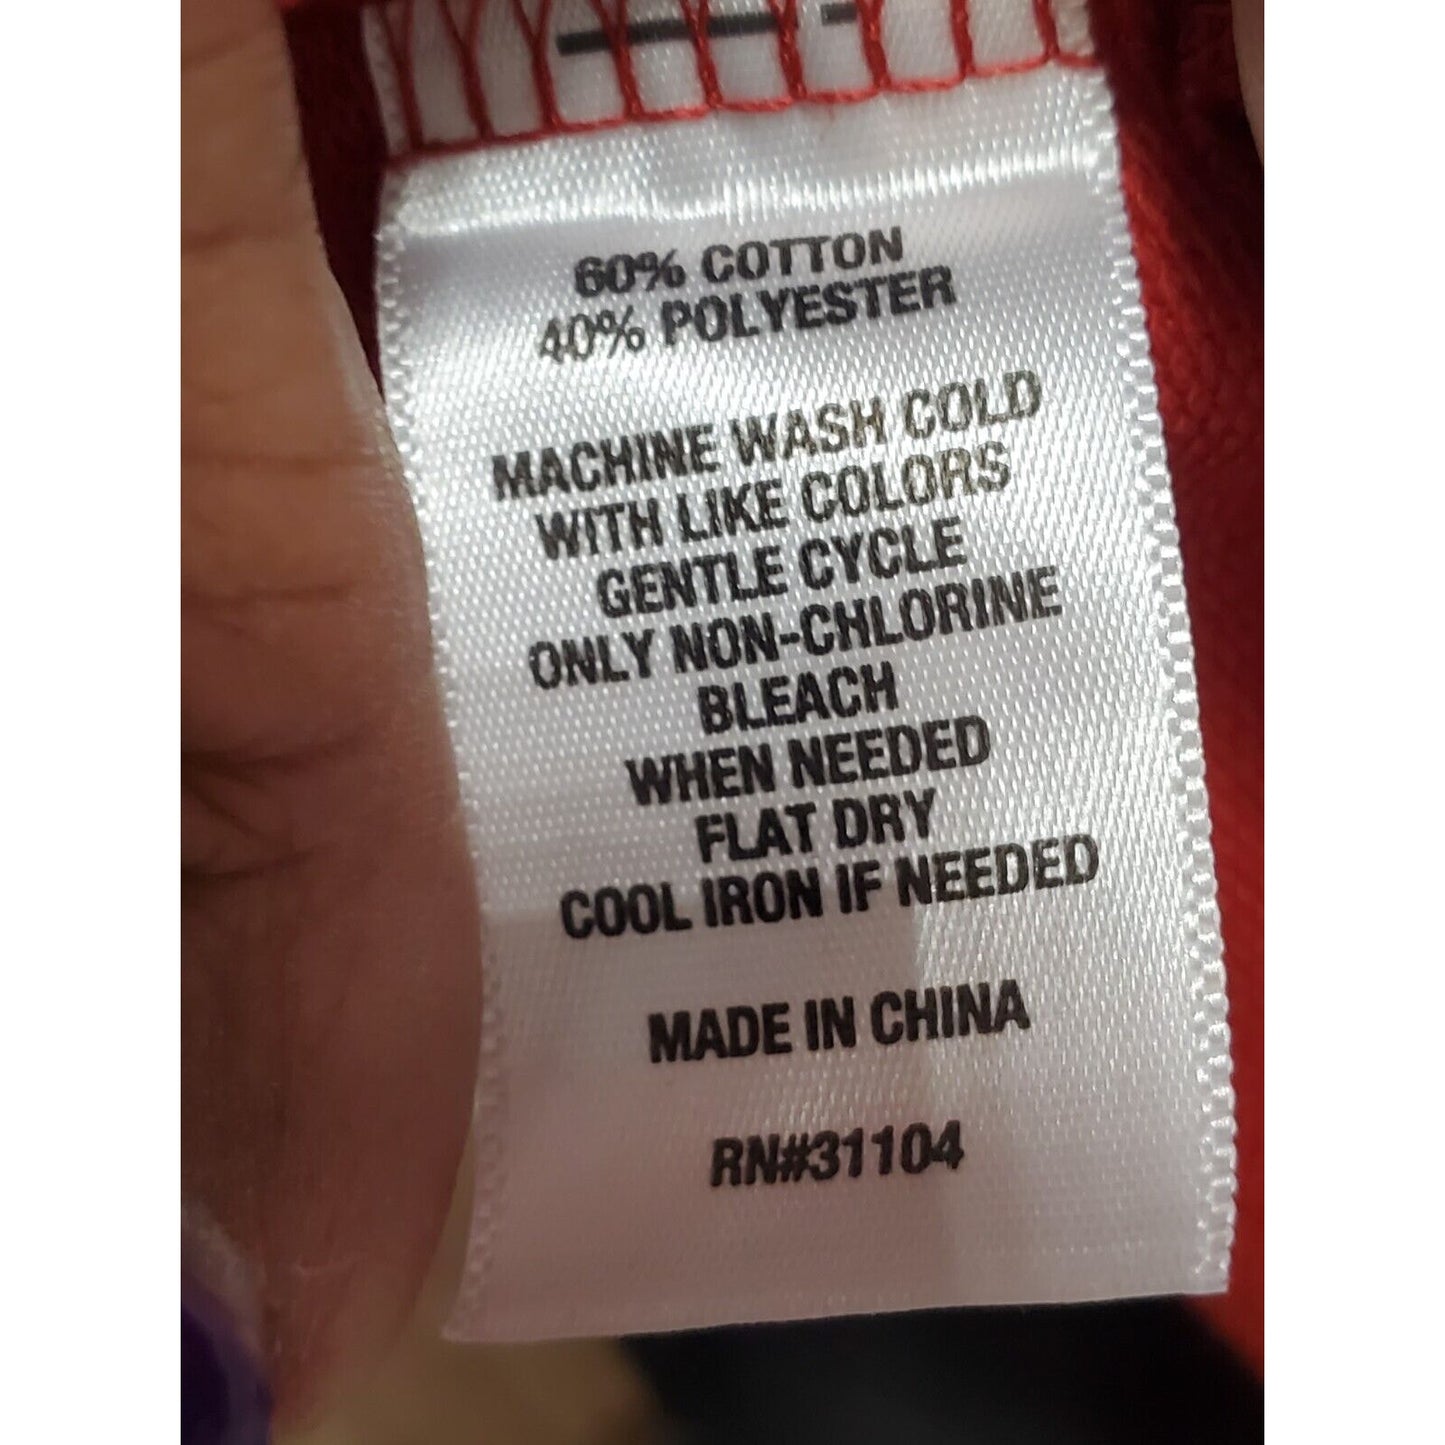 60% COTTON
40% POLYESTER
MACHINE WASH COLD
WITH LIKE COLORS
GENTLE CYCLE
ONLY NON-CHLORINE
BLEACH
WHEN NEEDED
FLAT DRY
COOL IRON IF NEEDED
MADE IN CHINA
RN#31104